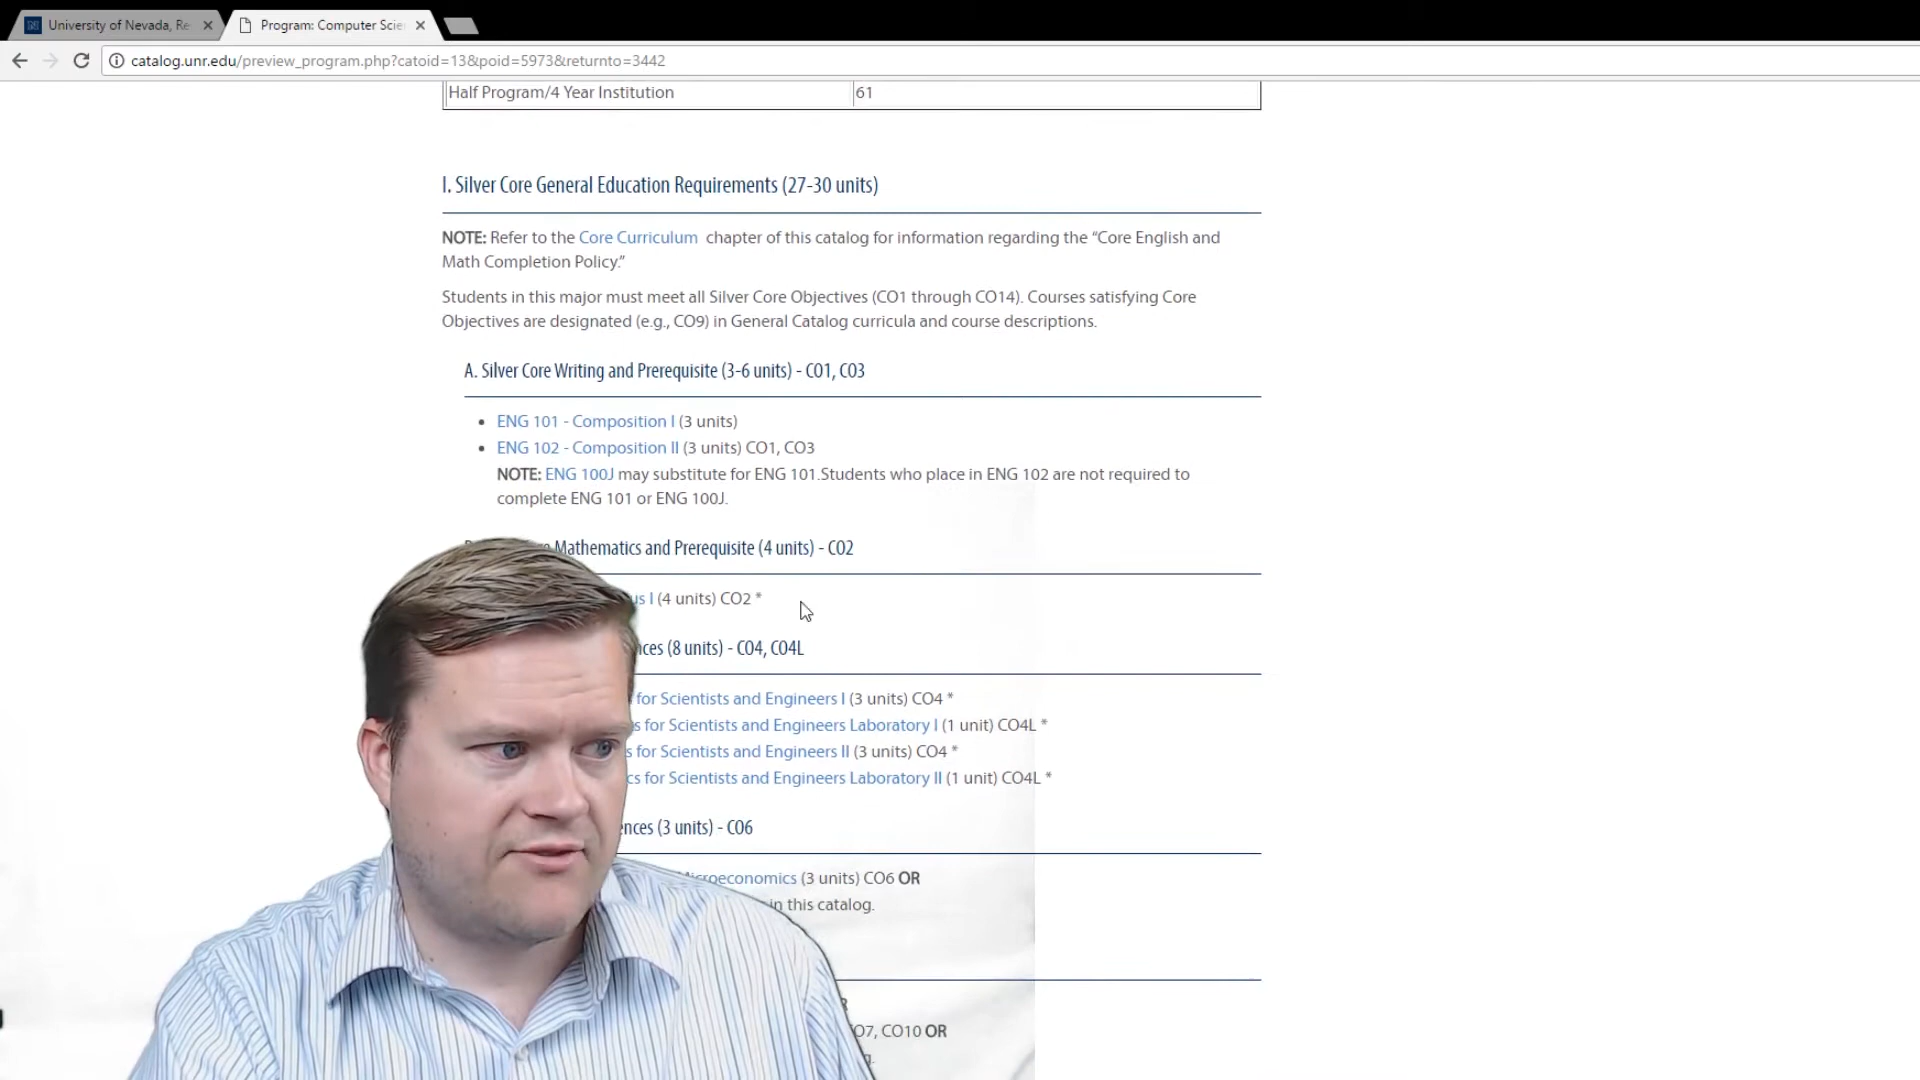 University of Nevada, Re
Program: Computer Scie
catalog.unr.edu/preview_program.php?catoid=13&poid=5973&returnto=3442
Half Program/4 Year Institution 61
I. Silver Core General Education Requirements (27-30 units)
NOTE: Refer to the Core Curriculum chapter of this catalog for information regarding the “Core English and
Math Completion Policy.”
Students in this major must meet all Silver Core Objectives (CO1 through CO14). Courses satisfying Core
Objectives are designated (e.g., CO9) in General Catalog curricula and course descriptions.
A. Silver Core Writing and Prerequisite (3-6 units) - CO1, CO3
• ENG 101 - Composition I (3 units)
• ENG 102 - Composition II (3 units) CO1, CO3
NOTE: ENG 100J may substitute for ENG 101.Students who place in ENG 102 are not required to
complete ENG 101 or ENG 100J.
Mathematics and Prerequisite (4 units) - CO2
us I (4 units) CO2 *
nces (8 units) - CO4, CO4L
for Scientists and Engineers I (3 units) CO4 *
s for Scientists and Engineers Laboratory I (1 unit) CO4L *
s for Scientists and Engineers II (3 units) CO4 *
cs for Scientists and Engineers Laboratory II (1 unit) CO4L *
ences (3 units) - CO6
Microeconomics (3 units) CO6 OR
in this catalog.
O7, CO10 OR